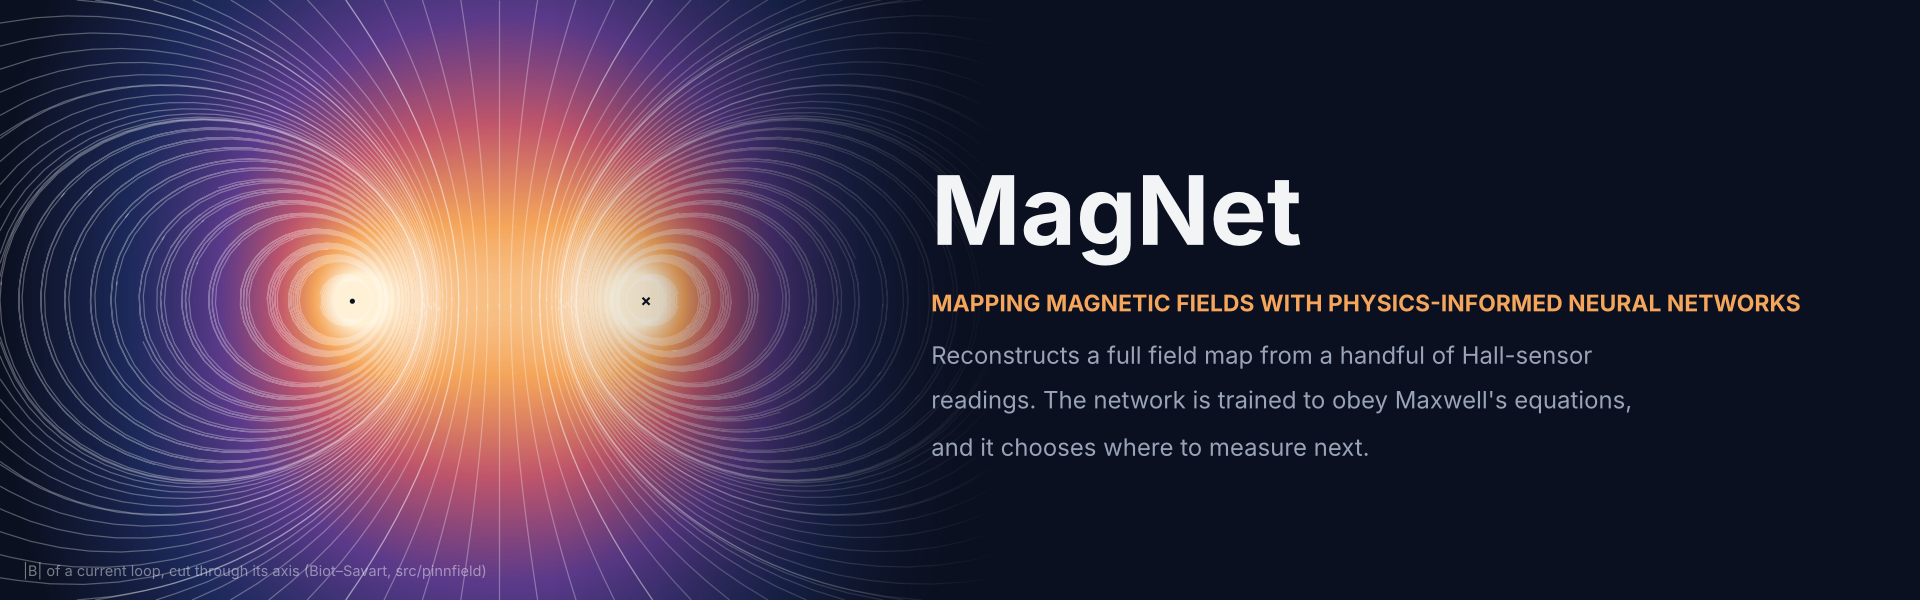 MagNet
MAPPING MAGNETIC FIELDS WITH PHYSICS-INFORMED NEURAL NETWORKS
Reconstructs a full field map from a handful of Hall-sensor
readings. The network is trained to obey Maxwell's equations,
and it chooses where to measure next.
|B| of a current loop, cut through its axis (Biot–Savart, src/pinnfield)